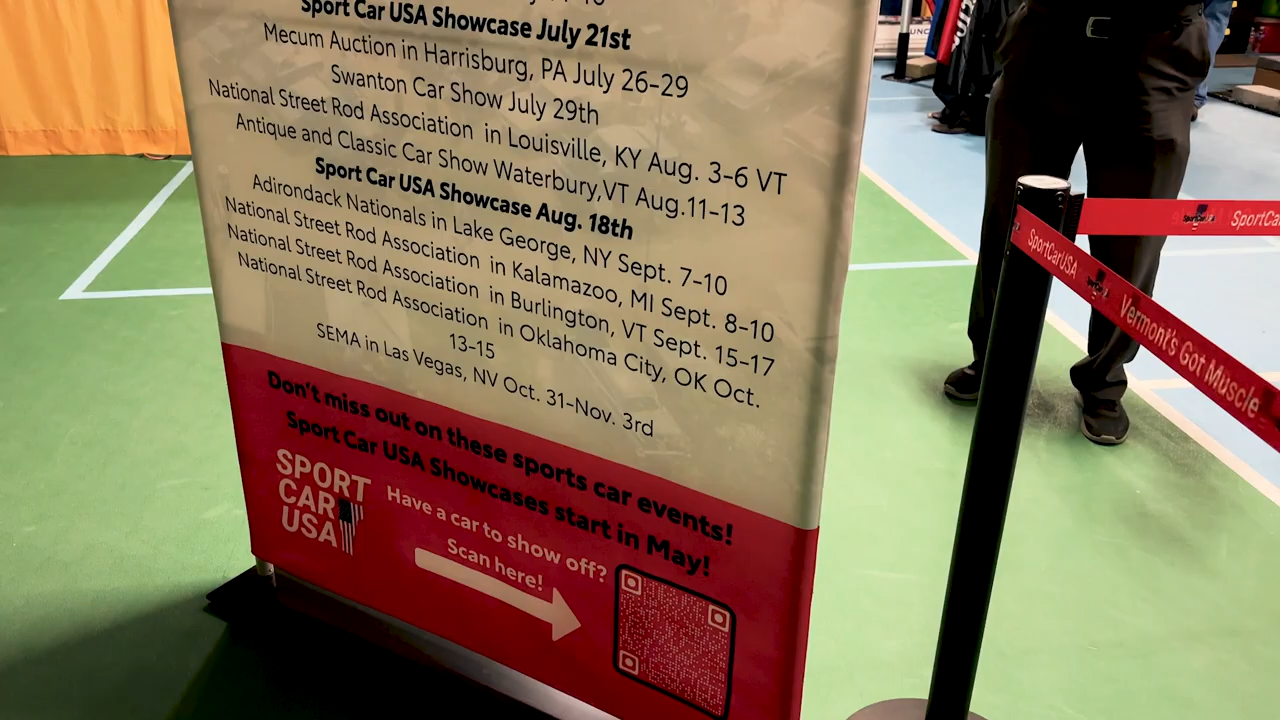 Sport Car USA Showcase July 21st
Mecum Auction in Harrisburg, PA July 26-29
Swanton Car Show July 29th
National Street Rod Association in Louisville, KY Aug. 3-6 VT
Antique and Classic Car Show Waterbury,VT Aug.11-13
Sport Car USA Showcase Aug. 18th
Adirondack Nationals in Lake George, NY Sept. 7-10
National Street Rod Association in Kalamazoo, MI Sept. 8-10
National Street Rod Association in Burlington, VT Sept. 15-17
National Street Rod Association in Oklahoma City, OK Oct.
13-15
SEMA in Las Vegas, NV Oct. 31-Nov. 3rd
Don't miss out on these sports car events!
Sport Car USA Showcases start in May!
SPORT
CAR
USA
Have a car to show off?
Scan here!
SportCarUSA
Vermont's Got Muscle
SportCa